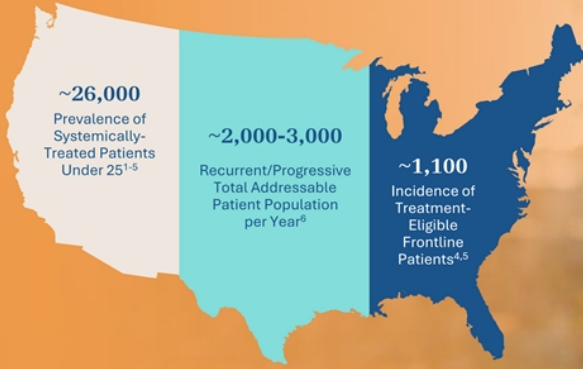 ~26,000
Prevalence of
Systemically-
Treated Patients
Under 25¹⁻⁵
~2,000-3,000
Recurrent/Progressive
Total Addressable
Patient Population
per Year⁶
~1,100
Incidence of
Treatment-
Eligible
Frontline
Patients⁴,⁵